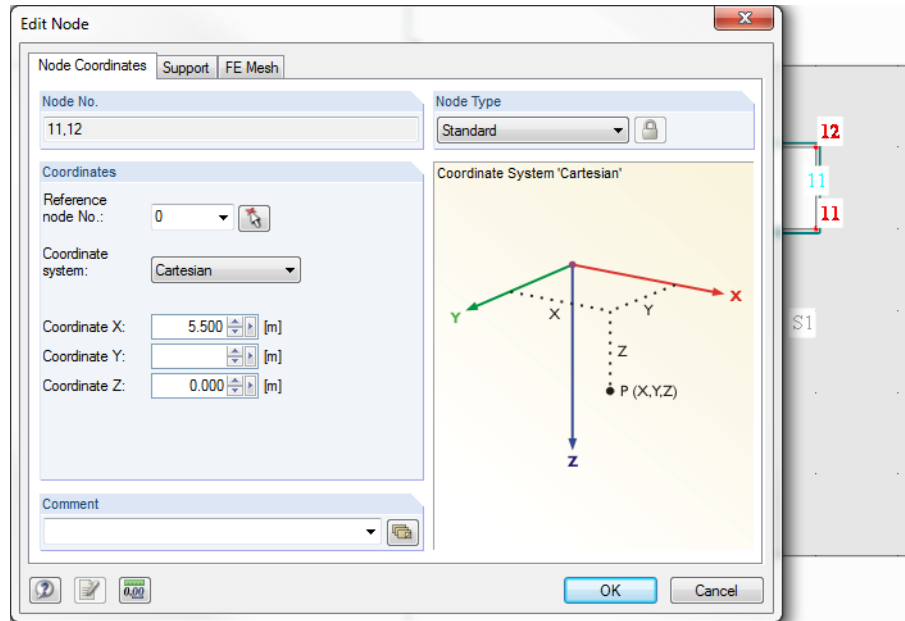 Edit Node
Node Coordinates Support FE Mesh
Node No.
11,12
Node Type
Standard
Coordinates
Reference
node No.:
0
Coordinate
system:
Cartesian
Coordinate X:
5.500
[m]
Coordinate Y:
[m]
Coordinate Z:
0.000
[m]
Comment
Coordinate System 'Cartesian'
X
Y
Z
X
Y
Z
P (X,Y,Z)
0.00
OK
Cancel
12
11
11
S1